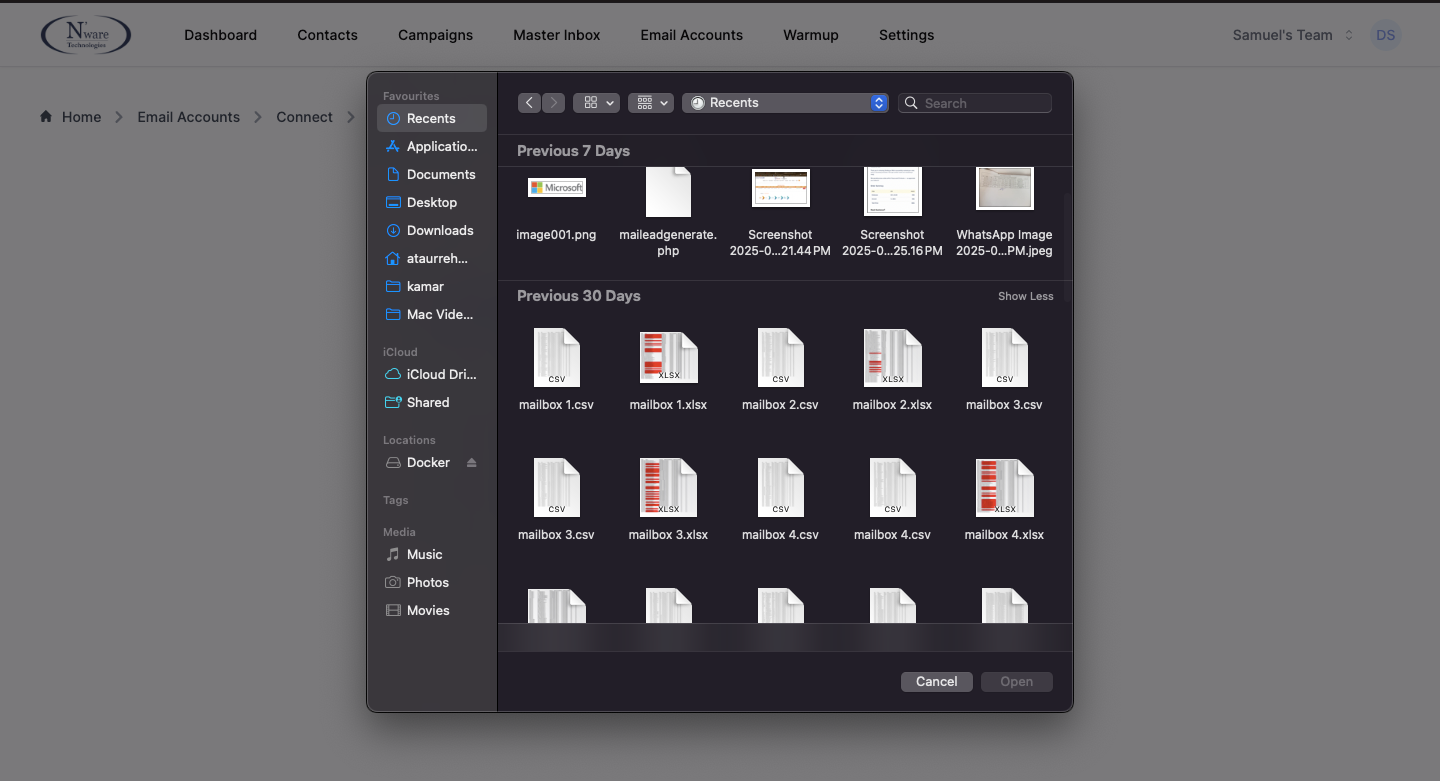 N'ware
Technologies
Dashboard
Contacts
Campaigns
Master Inbox
Email Accounts
Warmup
Settings
Samuel's Team
DS
Home
Email Accounts
Connect
Favourites
Recents
Applicatio...
Documents
Desktop
Downloads
ataurreh...
kamar
Mac Vide...
iCloud
iCloud Dri...
Shared
Locations
Docker
Tags
Media
Music
Photos
Movies
Recents
Search
Previous 7 Days
Microsoft
image001.png
maileadgenerate.
php
Screenshot
2025-0...21.44 PM
Screenshot
2025-0...25.16 PM
WhatsApp Image
2025-0...PM.jpeg
Previous 30 Days
Show Less
CSV
XLSX
CSV
XLSX
CSV
mailbox 1.csv
mailbox 1.xlsx
mailbox 2.csv
mailbox 2.xlsx
mailbox 3.csv
CSV
XLSX
CSV
CSV
XLSX
mailbox 3.csv
mailbox 3.xlsx
mailbox 4.csv
mailbox 4.csv
mailbox 4.xlsx
Cancel
Open